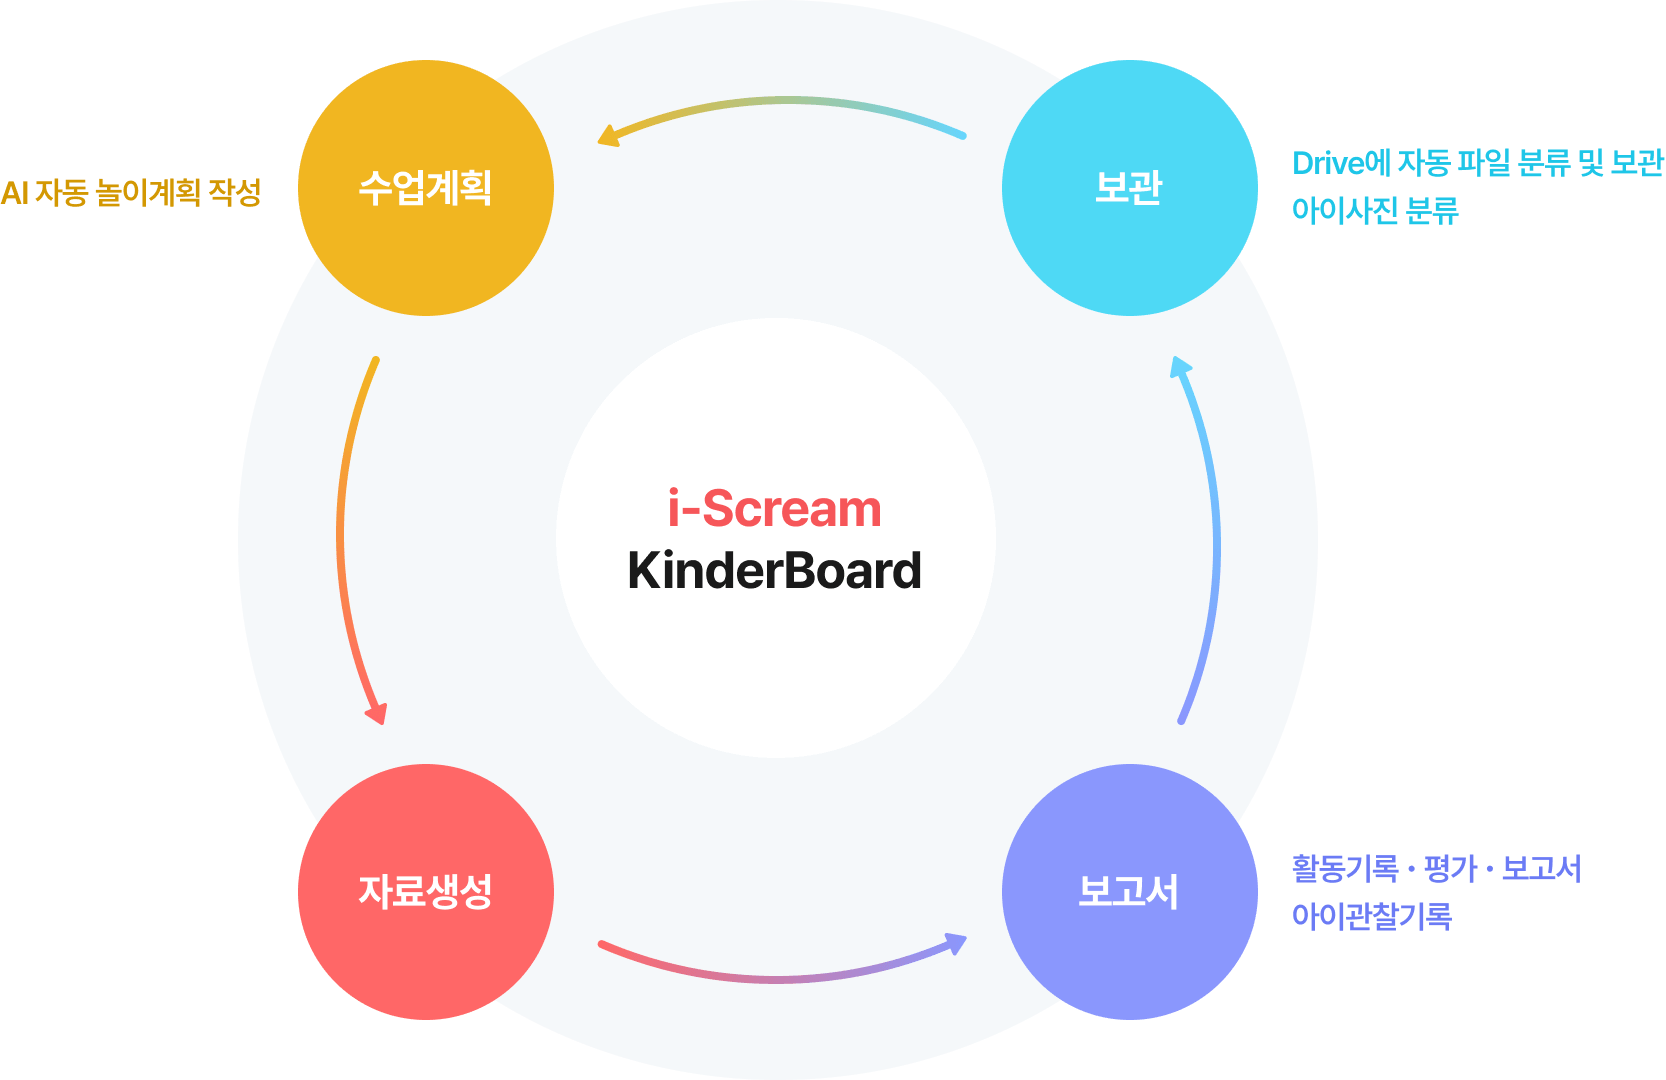 AI 자동 놀이계획 작성
수업계획
보관
Drive에 자동 파일 분류 및 보관
아이사진 분류
i-Scream
KinderBoard
자료생성
보고서
활동기록 · 평가 · 보고서
아이관찰기록